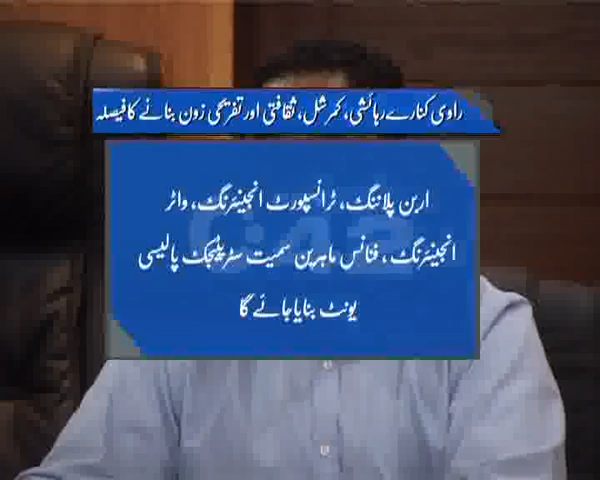 راوی کنارے رہائشی، کمرشل، ثقافتی اور تفریحی زون بنانے کا فیصلہ
اربن پلاننگ، ٹرانسپورٹ انجینئرنگ، واٹر
انجینئرنگ، فنانس ماہرین سمیت سٹریٹیجک پالیسی
یونٹ بنایا جائے گا